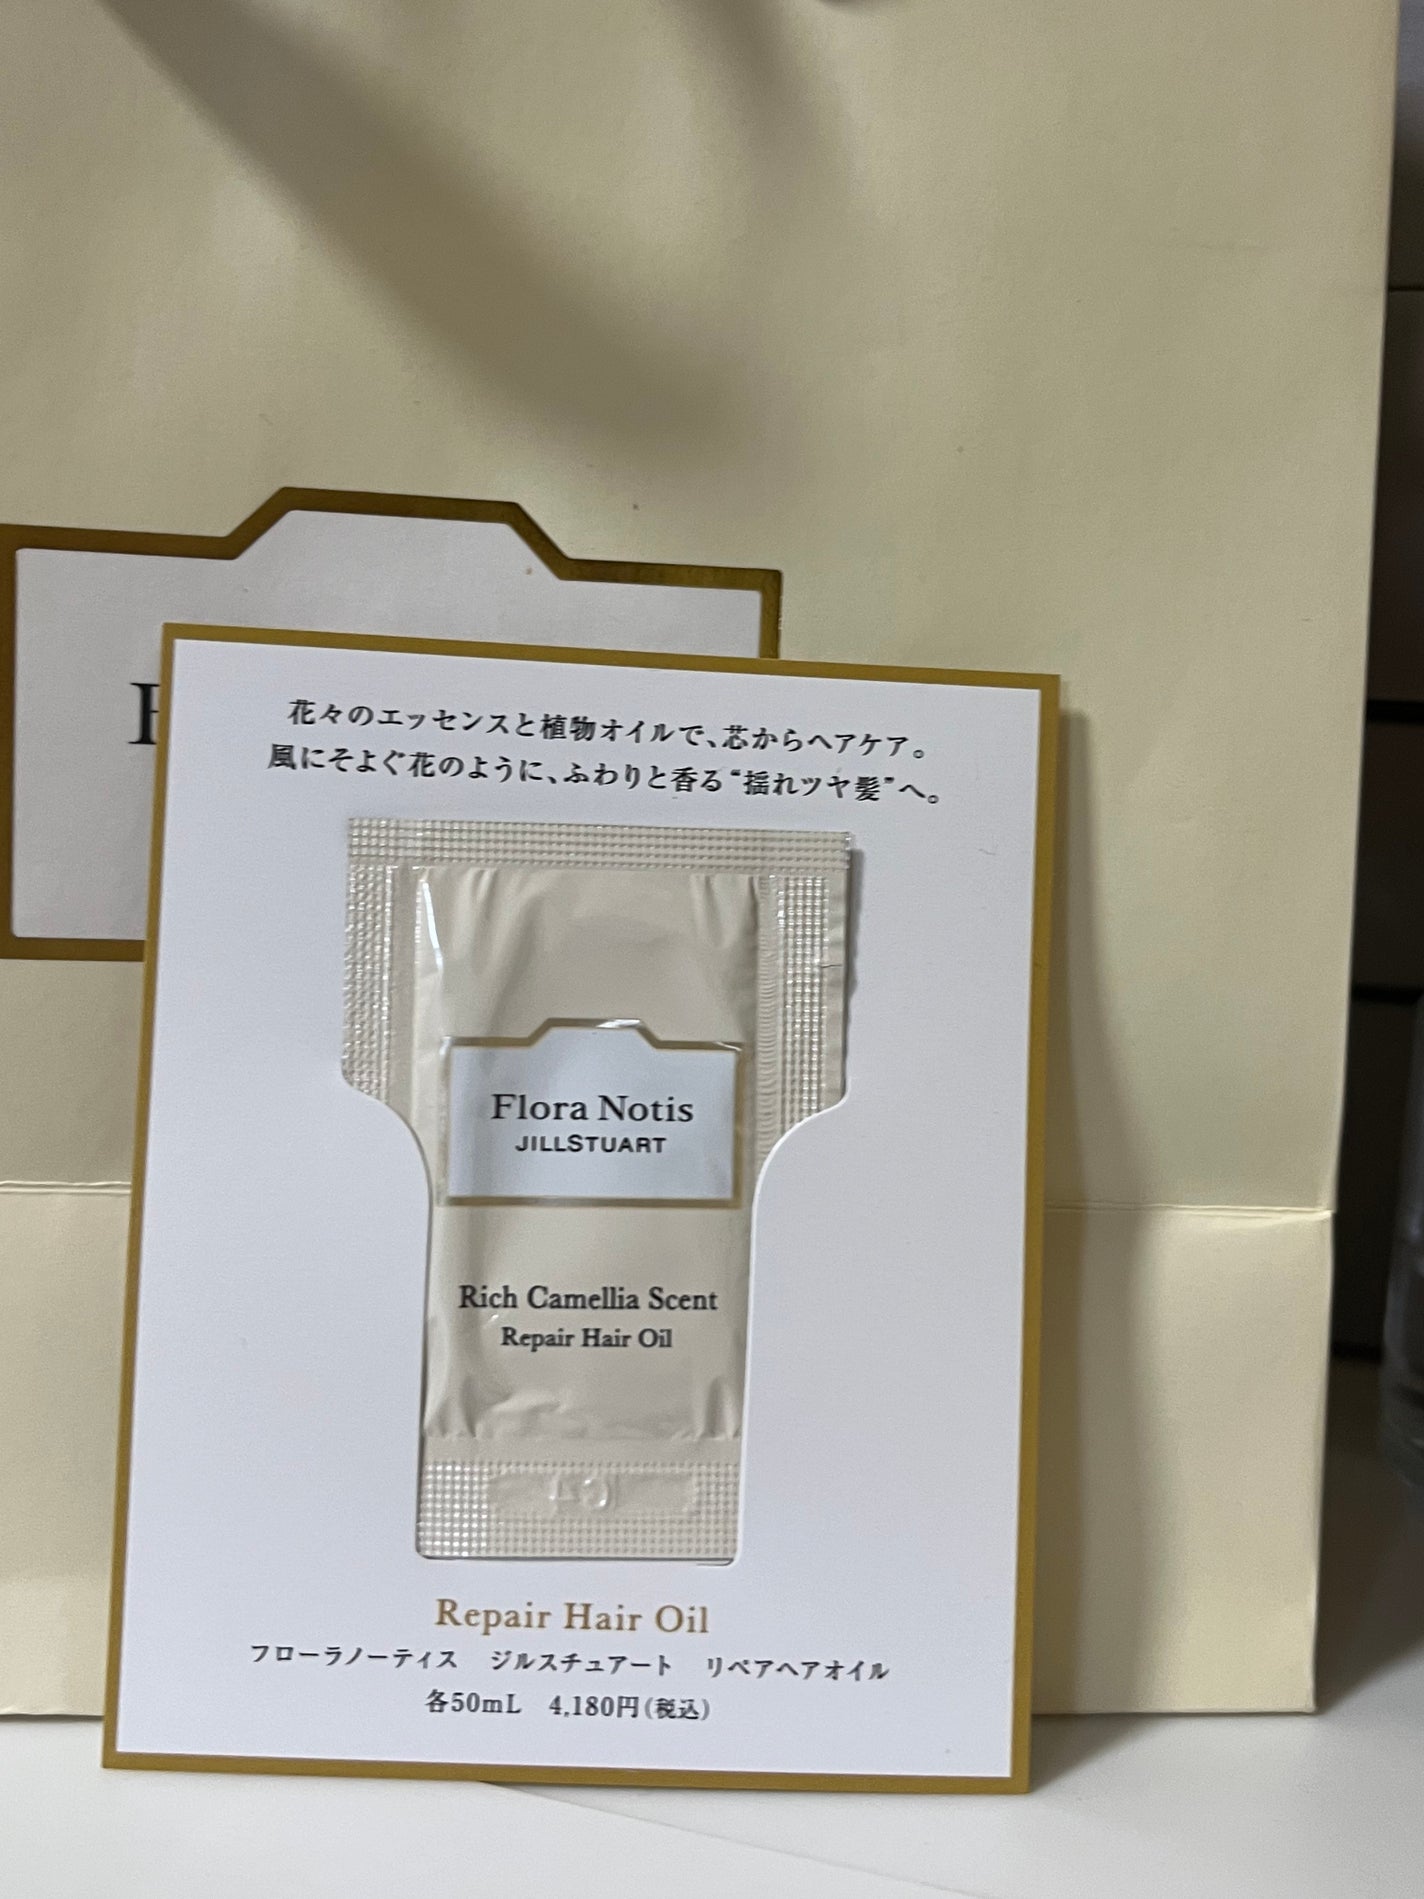 花々のエッセンスと植物オイルで、芯からヘアケア。
風にそよぐ花のように、ふわりと香る“揺れツヤ髪”へ。
Flora Notis
JILLSTUART
Rich Camellia Scent
Repair Hair Oil
Repair Hair Oil
フローラノーティス　ジルスチュアート　リペアヘアオイル
各50mL　4,180円(税込)